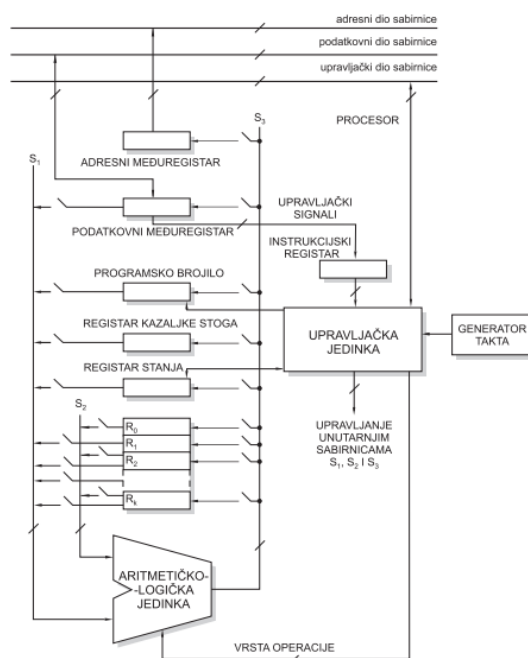 adresni dio sabirnice
podatkovni dio sabirnice
upravljački dio sabirnice
S₃
PROCESOR
S₁
ADRESNI MEĐUREGISTAR
UPRAVLJAČKI
SIGNALI
PODATKOVNI MEĐUREGISTAR
INSTRUKCIJSKI
REGISTAR
PROGRAMSKO BROJILO
REGISTAR KAZALJKE STOGA
UPRAVLJAČKA
JEDINKA
GENERATOR
TAKTA
REGISTAR STANJA
S₂
R₀
R₁
R₂
Rₖ
UPRAVLJANJE
UNUTARNJIM
SABIRNICAMA
S₁, S₂ I S₃
ARITMETIČKO-
-LOGIČKA
JEDINKA
VRSTA OPERACIJE